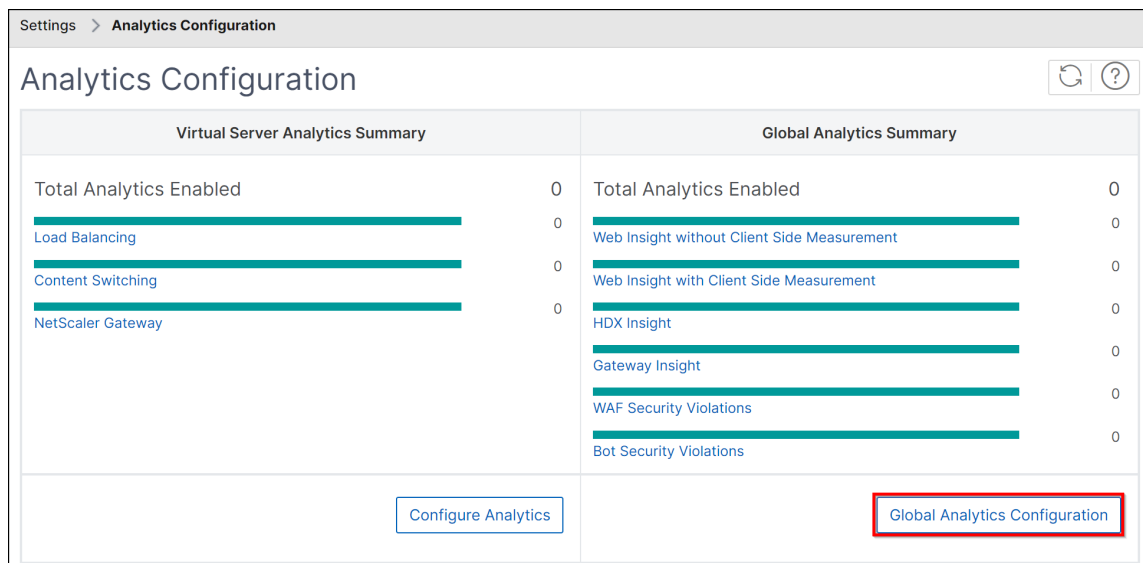 Settings > Analytics Configuration
Analytics Configuration
Virtual Server Analytics Summary
Total Analytics Enabled 0
0
Load Balancing
0
Content Switching
0
NetScaler Gateway
Configure Analytics
Global Analytics Summary
Total Analytics Enabled 0
0
Web Insight without Client Side Measurement
0
Web Insight with Client Side Measurement
0
HDX Insight
0
Gateway Insight
0
WAF Security Violations
0
Bot Security Violations
Global Analytics Configuration